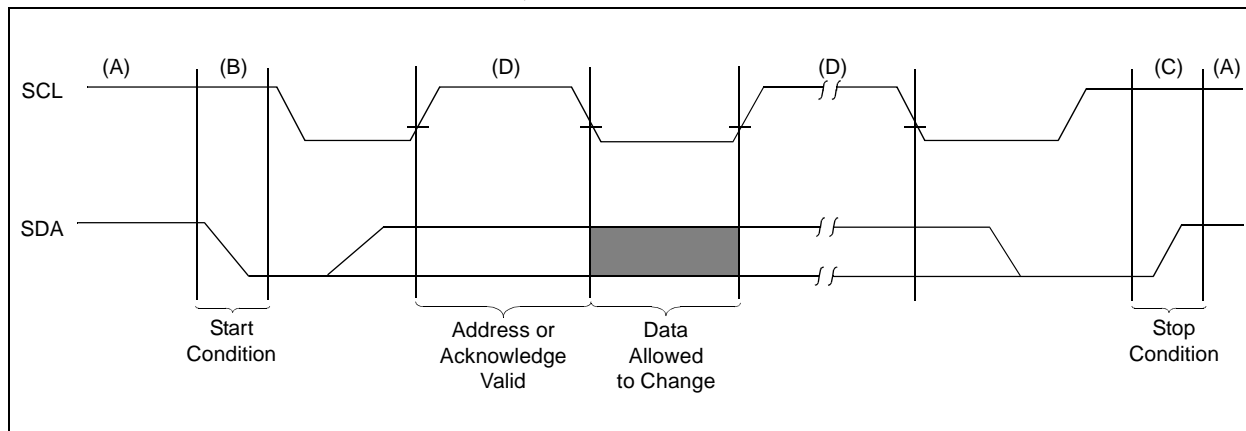 (A) (B) (D) (D) (C) (A)
SCL
SDA
Start
Condition
Address or
Acknowledge
Valid
Data
Allowed
to Change
Stop
Condition